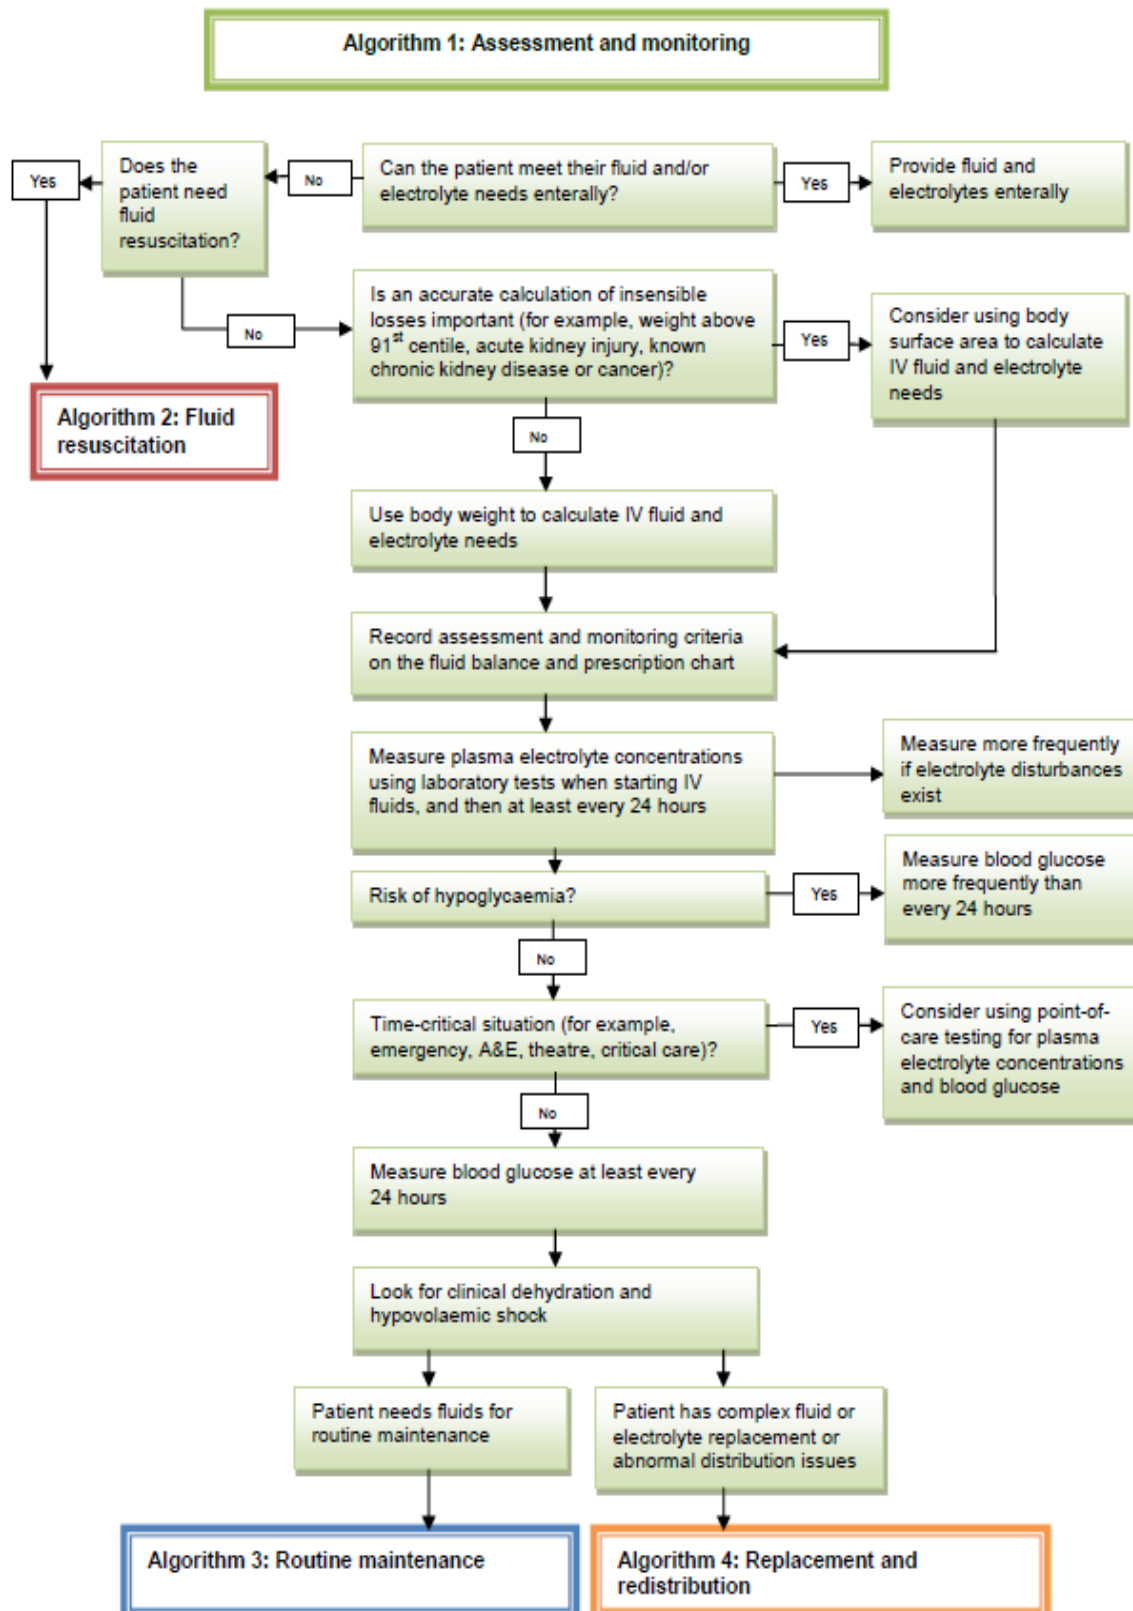 Algorithm 1: Assessment and monitoring
Yes
Does the
patient need
fluid
resuscitation?
No
Can the patient meet their fluid and/or
electrolyte needs enterally?
Yes
Provide fluid and
electrolytes enterally
No
Is an accurate calculation of insensible
losses important (for example, weight above
91st centile, acute kidney injury, known
chronic kidney disease or cancer)?
Yes
Consider using body
surface area to calculate
IV fluid and electrolyte
needs
Algorithm 2: Fluid
resuscitation
No
Use body weight to calculate IV fluid and
electrolyte needs
Record assessment and monitoring criteria
on the fluid balance and prescription chart
Measure plasma electrolyte concentrations
using laboratory tests when starting IV
fluids, and then at least every 24 hours
Measure more frequently
if electrolyte disturbances
exist
Risk of hypoglycaemia?
Yes
Measure blood glucose
more frequently than
every 24 hours
No
Time-critical situation (for example,
emergency, A&E, theatre, critical care)?
Yes
Consider using point-of-
care testing for plasma
electrolyte concentrations
and blood glucose
No
Measure blood glucose at least every
24 hours
Look for clinical dehydration and
hypovolaemic shock
Patient needs fluids for
routine maintenance
Patient has complex fluid or
electrolyte replacement or
abnormal distribution issues
Algorithm 3: Routine maintenance
Algorithm 4: Replacement and
redistribution